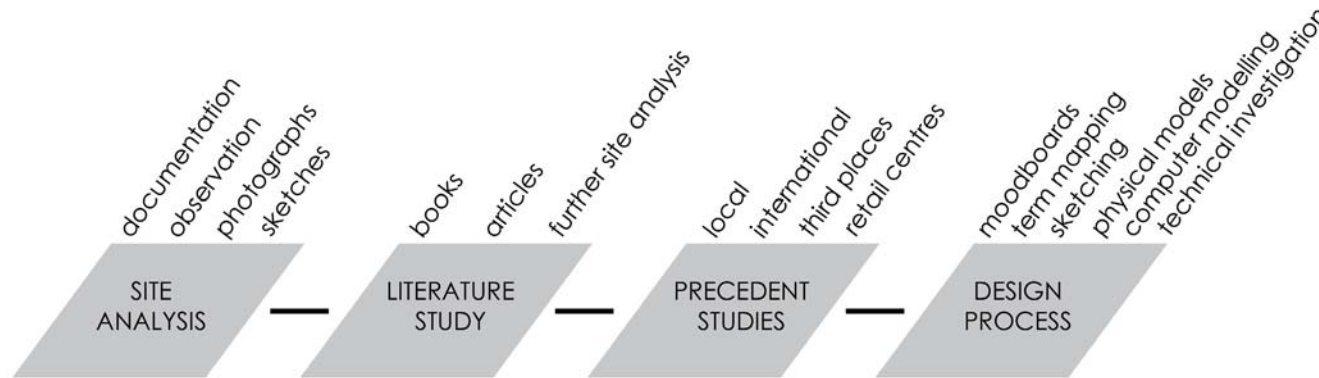 documentation
observation
photographs
sketches
SITE
ANALYSIS
books
articles
further site analysis
LITERATURE
STUDY
local
international
third places
retail centres
PRECEDENT
STUDIES
moodboards
term mapping
sketching
physical models
computer modelling
technical investigation
DESIGN
PROCESS